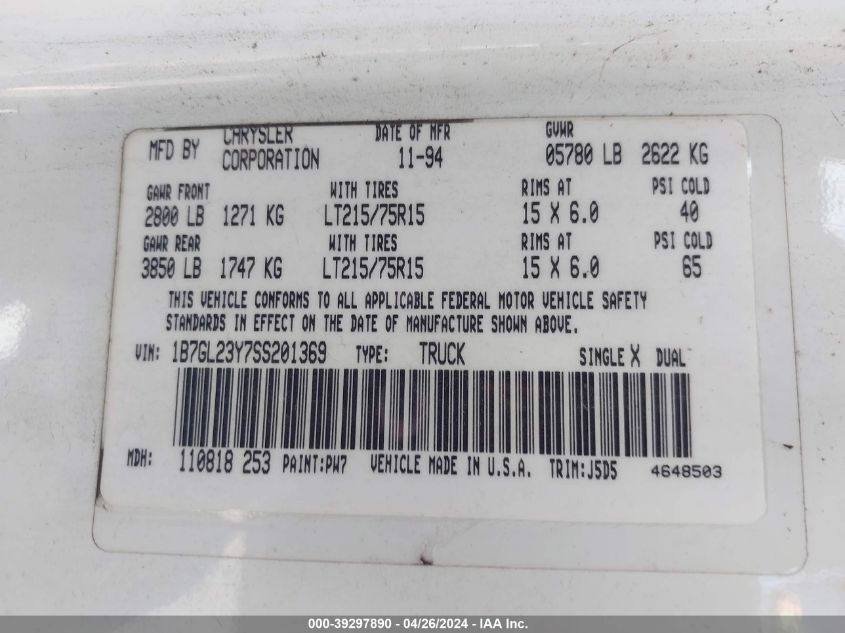 MFD BY CHRYSLER CORPORATION DATE OF MFR 11-94 GVWR 05780 LB 2622 KG
GAWR FRONT WITH TIRES RIMS AT PSI COLD
2800 LB 1271 KG LT215/75R15 15 X 6.0 40
GAWR REAR WITH TIRES RIMS AT PSI COLD
3850 LB 1747 KG LT215/75R15 15 X 6.0 65
THIS VEHICLE CONFORMS TO ALL APPLICABLE FEDERAL MOTOR VEHICLE SAFETY
STANDARDS IN EFFECT ON THE DATE OF MANUFACTURE SHOWN ABOVE.
VIN: 1B7GL23Y7SS201369 TYPE: TRUCK SINGLE X DUAL
MDH: 110818 253 PAINT:PW7 VEHICLE MADE IN U.S.A. TRIM:J5D5 4648503
000-39297890 - 04/26/2024 - IAA Inc.